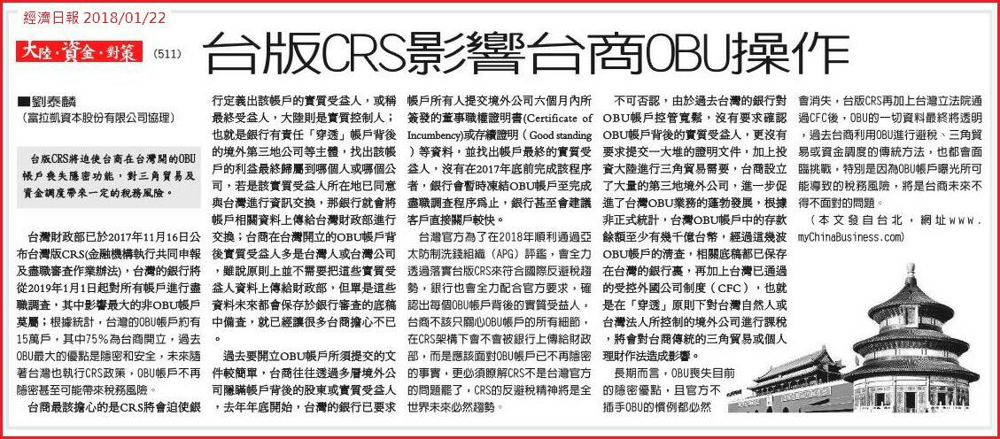 經濟日報 2018/01/22
大陸·資金·對策 (511)
台版CRS影響台商OBU操作
■劉泰麟
(富拉凱資本股份有限公司協理)
台版CRS將迫使台商在台灣開的OBU
帳戶喪失隱密功能,對三角貿易及
資金調度帶來一定的稅務風險。
台灣財政部已於2017年11月16日公
布台灣版CRS(金融機構執行共同申報
及盡職審查作業辦法),台灣的銀行將
從2019年1月1日起對所有帳戶進行盡
職調查,其中影響最大的非OBU帳戶
莫屬;根據統計,台灣的OBU帳戶約有
15萬戶,其中75%為台商開立,過去
OBU最大的優點是隱密和安全,未來隨
著台灣也執行CRS政策,OBU帳戶不再
隱密甚至可能帶來稅務風險。
台商最該擔心的是CRS將會迫使銀
行定義出該帳戶的實質受益人,或稱
最終受益人,大陸則是實質控制人;
也就是銀行有責任「穿透」帳戶背後
的境外第三地公司等主體,找出該帳
戶的利益最終歸屬到哪個人或哪個公
司,若是該實質受益人所在地已同意
與台灣進行資訊交換,那銀行就會將
帳戶相關資料上傳給台灣財政部進行
交換;台商在台灣開立的OBU帳戶背
後實質受益人多是台灣人或台灣公司
,雖說原則上並不需要把這些實質受
益人資料上傳給財政部,但單是這些
資料未來都會保存於銀行審查的底稿
中備查,就已經讓很多台商擔心不已
。
過去要開立OBU帳戶所須提交的文
件較簡單,台商往往透過多層境外公
司隱瞞帳戶背後的股東或實質受益人
,去年年底開始,台灣的銀行已要求
帳戶所有人提交境外公司六個月內所
簽發的董事職權證明書(Certificate of
Incumbency)或存續證明(Good standing
)等資料,並找出帳戶最終的實質受
益人,沒有在2017年底前完成該程序
者,銀行會暫時凍結OBU帳戶至完成
盡職調查程序為止,銀行甚至會建議
客戶直接關戶較快。
台灣官方為了在2018年順利通過亞
太防制洗錢組織(APG)評鑑,會全力
透過落實台版CRS來符合國際反避稅趨
勢,銀行也會全力配合官方要求,確
認出每個OBU帳戶背後的實質受益人,
台商不該只關心OBU帳戶的所有細節,
在CRS架構下會不會被銀行上傳給財政
部,而是應該面對OBU帳戶已不再隱密
的事實,更必須瞭解CRS不是台灣官方
的問題罷了,CRS的反避稅精神將是全
世界未來必然趨勢。
不可否認,由於過去台灣的銀行對
OBU帳戶控管寬鬆,沒有要求確認
OBU帳戶背後的實質受益人,更沒有
要求提交一大堆的證明文件,加上投
資大陸進行三角貿易需要,台商設立
了大量的第三地境外公司,進一步促
進了台灣OBU業務的蓬勃發展,根據
非正式統計,台灣OBU帳戶中的存款
餘額至少有幾千億台幣,經過這幾波
OBU帳戶的清查,相關底稿都已保存
在台灣的銀行裏,再加上台灣已通過
的受控外國公司制度(CFC),也就
是在「穿透」原則下對台灣自然人或
台灣法人所控制的境外公司進行課稅
,將會對台商傳統的三角貿易或個人
理財作法造成影響。
長期而言,OBU喪失目前
的隱密優點,且官方不
插手OBU的慣例都必然
會消失,台版CRS再加上台灣立法院通
過CFC後,OBU的一切資料最終將透明
,過去台商利用OBU進行避稅、三角貿
易或資金調度的傳統方法,也都會面
臨挑戰,特別是因為OBU帳戶曝光所可
能導致的稅務風險,將是台商未來不
得不面對的問題。
(本文發自台北,網址www.
myChinaBusiness.com)